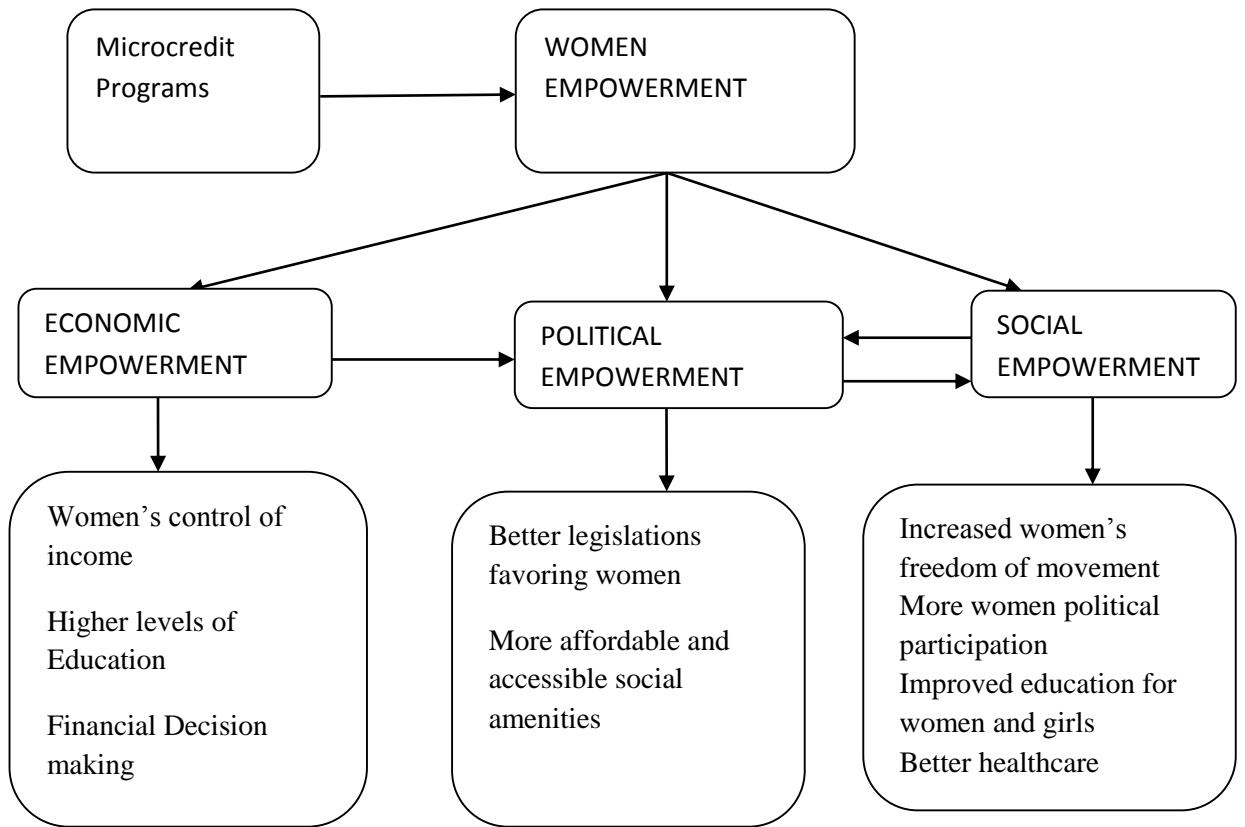 Microcredit
Programs
WOMEN
EMPOWERMENT
ECONOMIC
EMPOWERMENT
POLITICAL
EMPOWERMENT
SOCIAL
EMPOWERMENT
Women’s control of
income
Higher levels of
Education
Financial Decision
making
Better legislations
favoring women
More affordable and
accessible social
amenities
Increased women’s
freedom of movement
More women political
participation
Improved education for
women and girls
Better healthcare